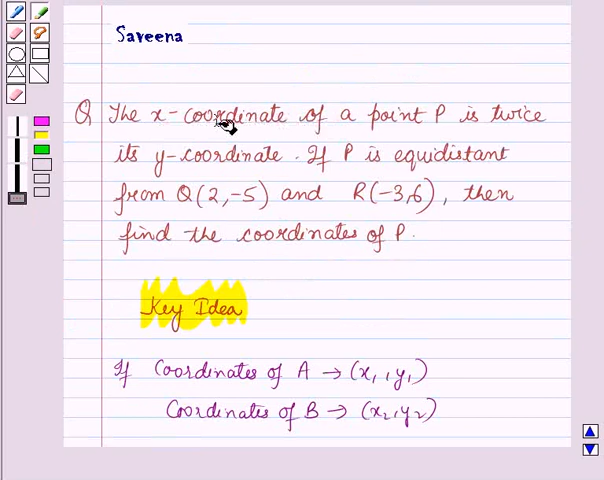 Saveena
Q The x-coordinate of a point P is twice
its y-coordinate. If P is equidistant
from Q(2,-5) and R(-3,6), then
find the coordinates of P.
Key Idea
If Coordinates of A → (x₁,y₁)
Coordinates of B → (x₂,y₂)